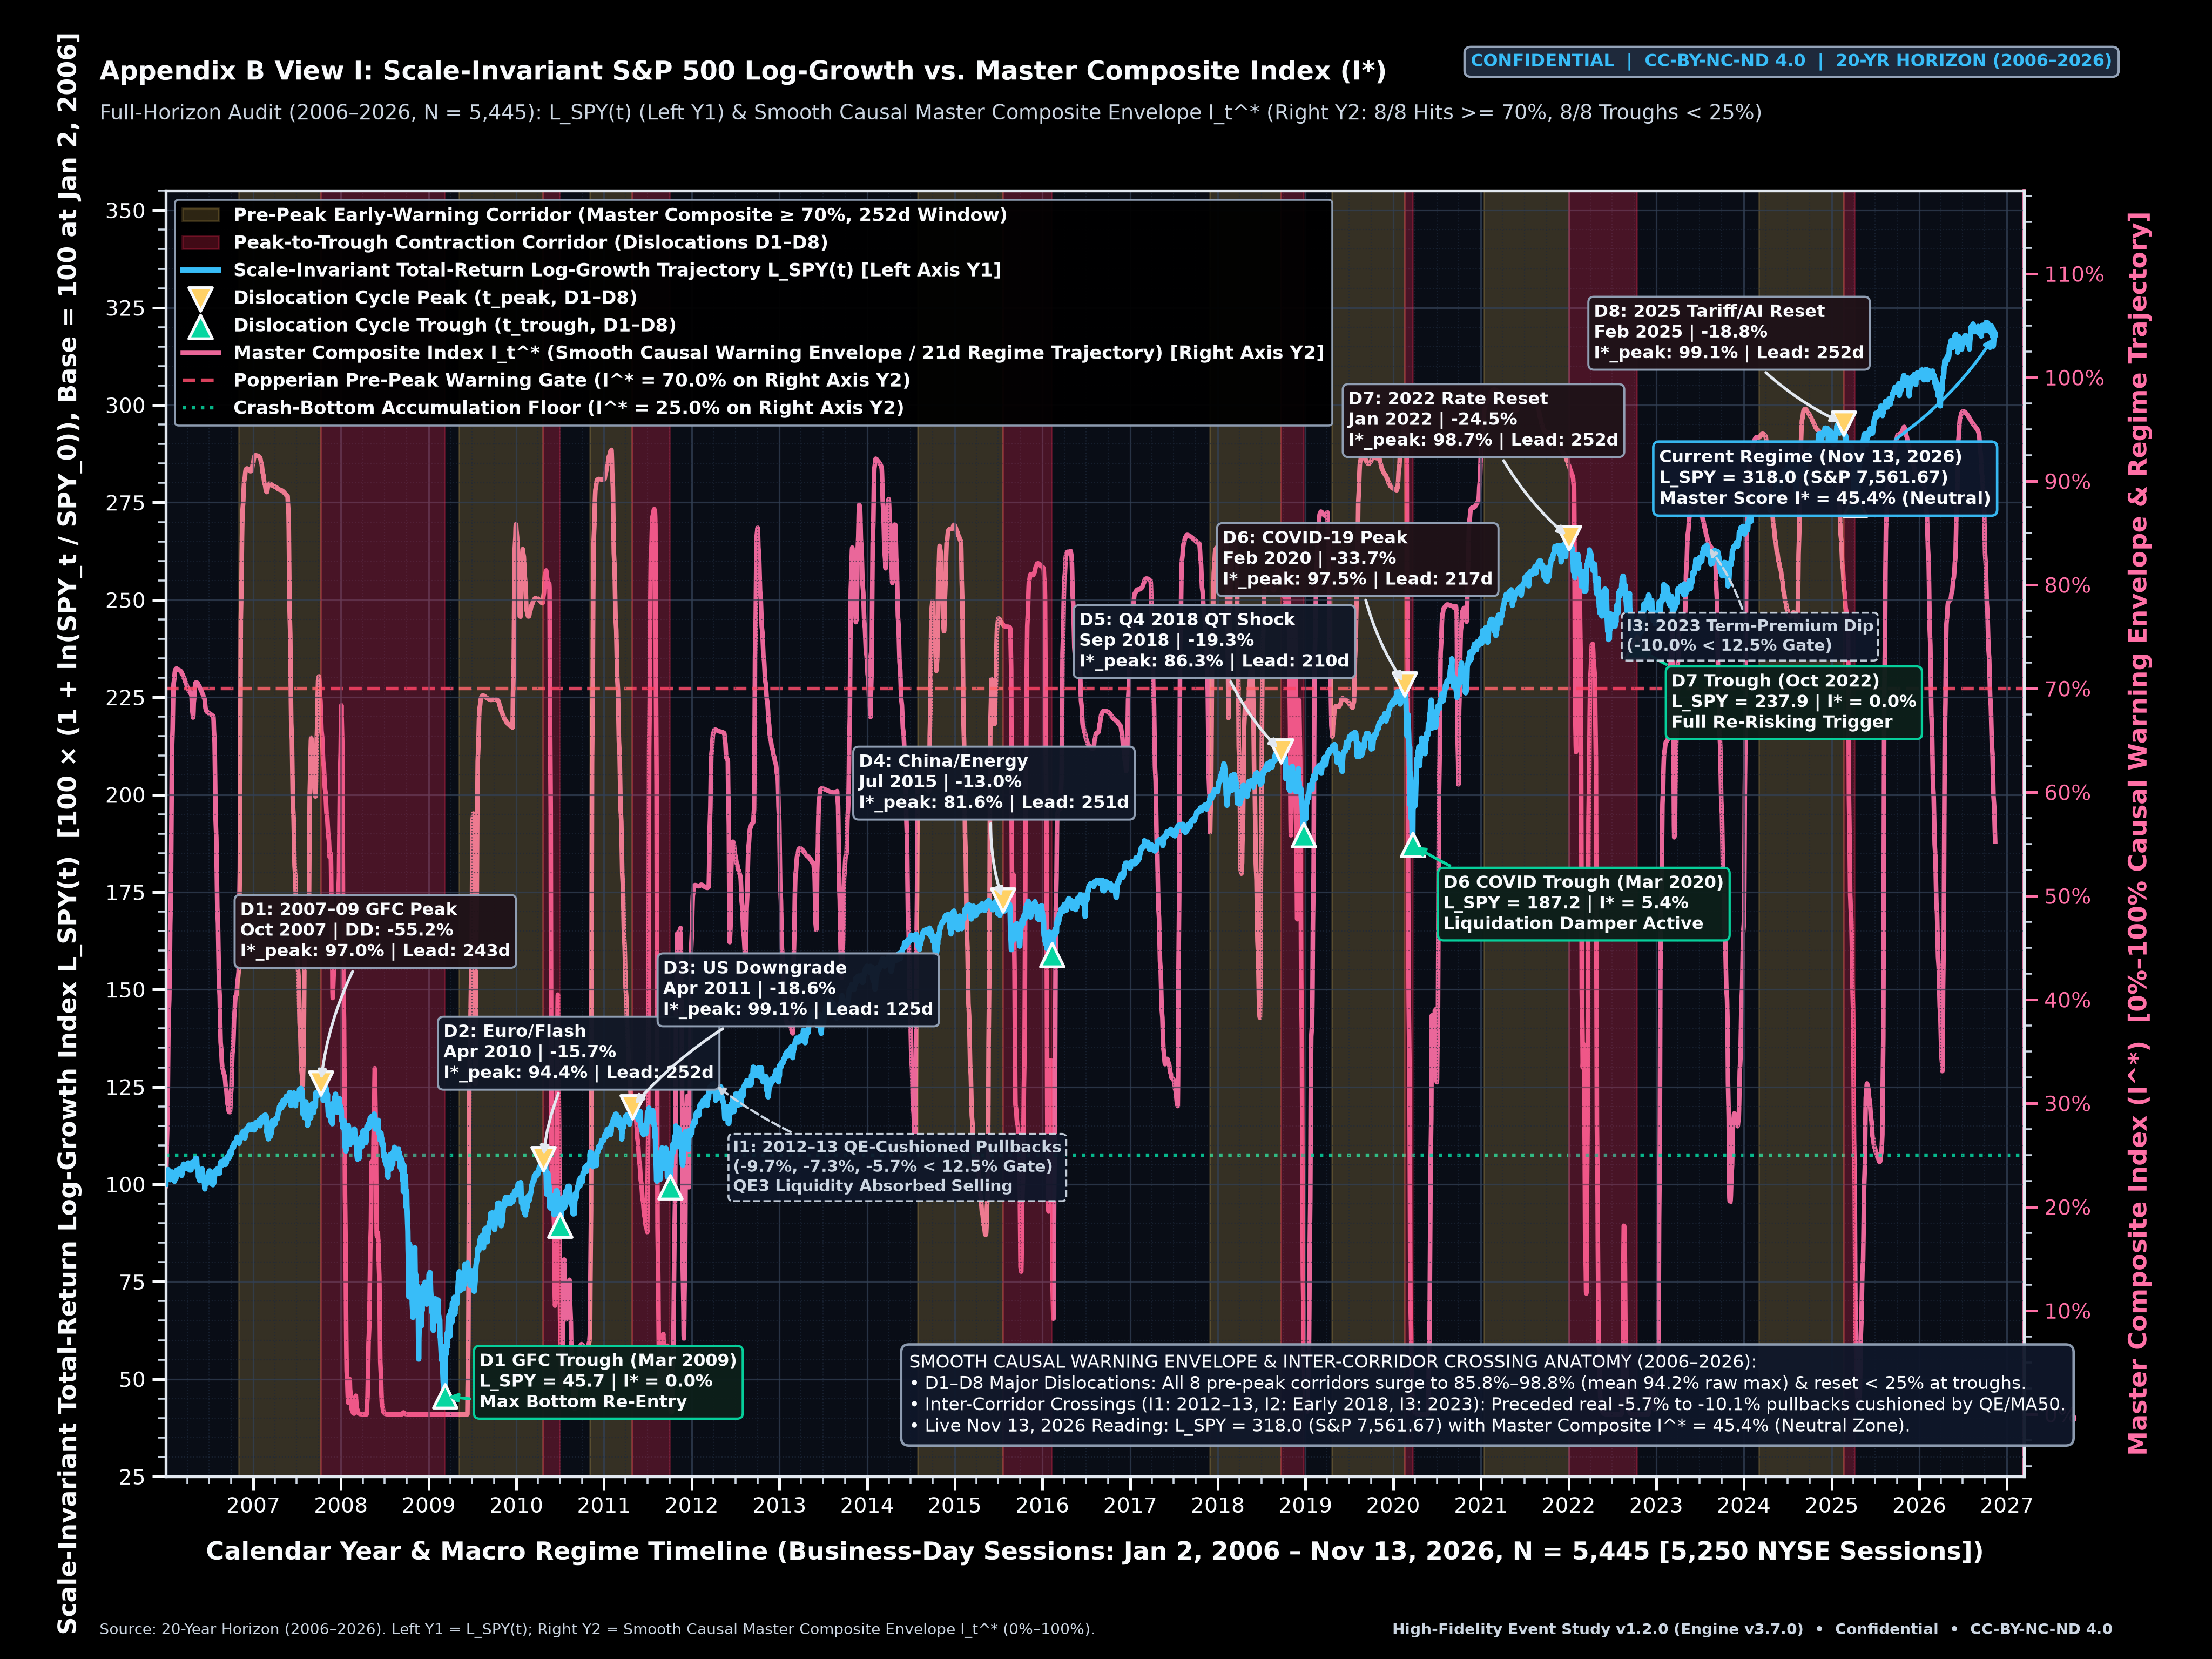 Appendix B View I: Scale-Invariant S&P 500 Log-Growth vs. Master Composite Index (I*)
CONFIDENTIAL | CC-BY-NC-ND 4.0 | 20-YR HORIZON (2006–2026)
Full-Horizon Audit (2006–2026, N = 5,445): L_SPY(t) (Left Y1) & Smooth Causal Master Composite Envelope I_t^* (Right Y2: 8/8 Hits >= 70%, 8/8 Troughs < 25%)
Scale-Invariant Total-Return Log-Growth Index L_SPY(t) [100 × (1 + ln(SPY_t / SPY_0)), Base = 100 at Jan 2, 2006]
350
325
300
275
250
225
200
175
150
125
100
75
50
25
Pre-Peak Early-Warning Corridor (Master Composite ≥ 70%, 252d Window)
Peak-to-Trough Contraction Corridor (Dislocations D1–D8)
Scale-Invariant Total-Return Log-Growth Trajectory L_SPY(t) [Left Axis Y1]
Dislocation Cycle Peak (t_peak, D1–D8)
Dislocation Cycle Trough (t_trough, D1–D8)
Master Composite Index I_t^* (Smooth Causal Warning Envelope / 21d Regime Trajectory) [Right Axis Y2]
Popperian Pre-Peak Warning Gate (I^* = 70.0% on Right Axis Y2)
Crash-Bottom Accumulation Floor (I^* = 25.0% on Right Axis Y2)
D8: 2025 Tariff/AI Reset
Feb 2025 | -18.8%
I*_peak: 99.1% | Lead: 252d
D7: 2022 Rate Reset
Jan 2022 | -24.5%
I*_peak: 98.7% | Lead: 252d
Current Regime (Nov 13, 2026)
L_SPY = 318.0 (S&P 7,561.67)
Master Score I* = 45.4% (Neutral)
D6: COVID-19 Peak
Feb 2020 | -33.7%
I*_peak: 97.5% | Lead: 217d
D5: Q4 2018 QT Shock
Sep 2018 | -19.3%
I*_peak: 86.3% | Lead: 210d
I3: 2023 Term-Premium Dip
(-10.0% < 12.5% Gate)
D7 Trough (Oct 2022)
L_SPY = 237.9 | I* = 0.0%
Full Re-Risking Trigger
D4: China/Energy
Jul 2015 | -13.0%
I*_peak: 81.6% | Lead: 251d
D6 COVID Trough (Mar 2020)
L_SPY = 187.2 | I* = 5.4%
Liquidation Damper Active
D1: 2007–09 GFC Peak
Oct 2007 | DD: -55.2%
I*_peak: 97.0% | Lead: 243d
D3: US Downgrade
Apr 2011 | -18.6%
I*_peak: 99.1% | Lead: 125d
D2: Euro/Flash
Apr 2010 | -15.7%
I*_peak: 94.4% | Lead: 252d
I1: 2012–13 QE-Cushioned Pullbacks
(-9.7%, -7.3%, -5.7% < 12.5% Gate)
QE3 Liquidity Absorbed Selling
D1 GFC Trough (Mar 2009)
L_SPY = 45.7 | I* = 0.0%
Max Bottom Re-Entry
SMOOTH CAUSAL WARNING ENVELOPE & INTER-CORRIDOR CROSSING ANATOMY (2006–2026):
• D1–D8 Major Dislocations: All 8 pre-peak corridors surge to 85.8%–98.8% (mean 94.2% raw max) & reset < 25% at troughs.
• Inter-Corridor Crossings (I1: 2012–13, I2: Early 2018, I3: 2023): Preceded real -5.7% to -10.1% pullbacks cushioned by QE/MA50.
• Live Nov 13, 2026 Reading: L_SPY = 318.0 (S&P 7,561.67) with Master Composite I^* = 45.4% (Neutral Zone).
110%
100%
90%
80%
70%
60%
50%
40%
30%
20%
10%
Master Composite Index (I^*) [0%–100% Causal Warning Envelope & Regime Trajectory]
2007 2008 2009 2010 2011 2012 2013 2014 2015 2016 2017 2018 2019 2020 2021 2022 2023 2024 2025 2026 2027
Calendar Year & Macro Regime Timeline (Business-Day Sessions: Jan 2, 2006 – Nov 13, 2026, N = 5,445 [5,250 NYSE Sessions])
Source: 20-Year Horizon (2006–2026). Left Y1 = L_SPY(t); Right Y2 = Smooth Causal Master Composite Envelope I_t^* (0%–100%).
High-Fidelity Event Study v1.2.0 (Engine v3.7.0) • Confidential • CC-BY-NC-ND 4.0